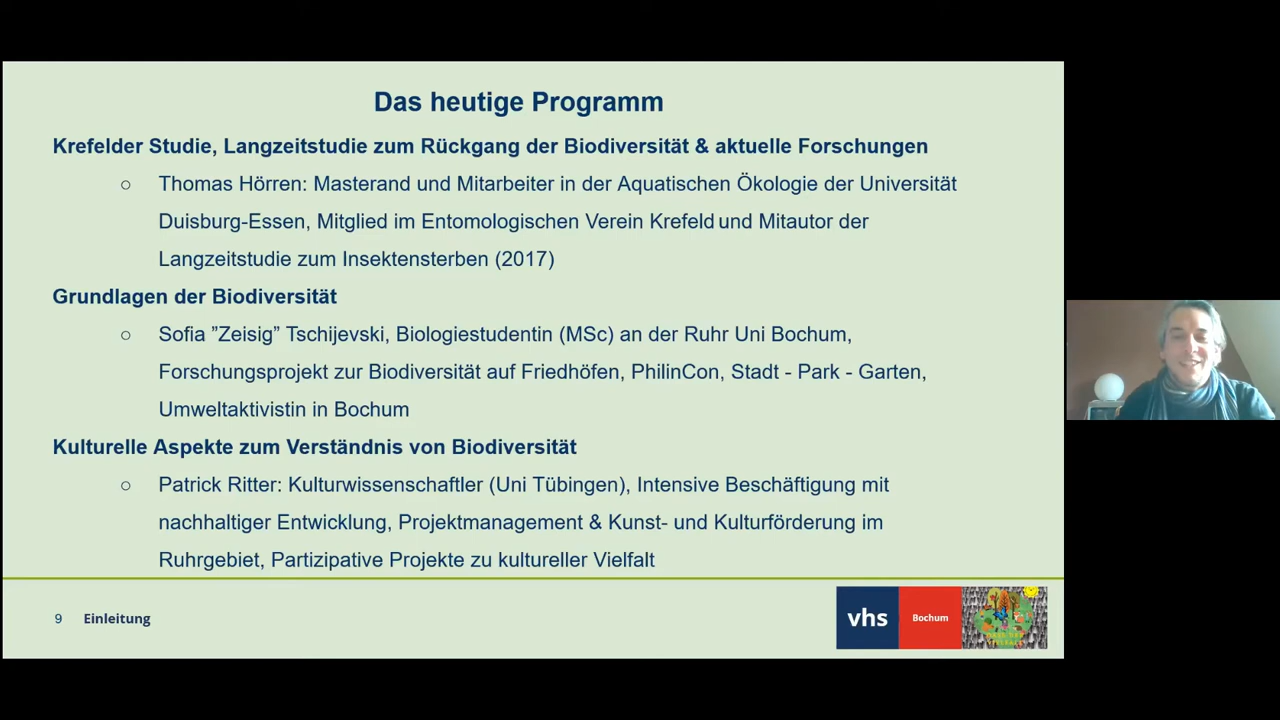 Das heutige Programm
Krefelder Studie, Langzeitstudie zum Rückgang der Biodiversität & aktuelle Forschungen
○ Thomas Hörren: Masterand und Mitarbeiter in der Aquatischen Ökologie der Universität
Duisburg-Essen, Mitglied im Entomologischen Verein Krefeld und Mitautor der
Langzeitstudie zum Insektensterben (2017)
Grundlagen der Biodiversität
○ Sofia ”Zeisig” Tschijevski, Biologiestudentin (MSc) an der Ruhr Uni Bochum,
Forschungsprojekt zur Biodiversität auf Friedhöfen, PhilinCon, Stadt - Park - Garten,
Umweltaktivistin in Bochum
Kulturelle Aspekte zum Verständnis von Biodiversität
○ Patrick Ritter: Kulturwissenschaftler (Uni Tübingen), Intensive Beschäftigung mit
nachhaltiger Entwicklung, Projektmanagement & Kunst- und Kulturförderung im
Ruhrgebiet, Partizipative Projekte zu kultureller Vielfalt
9 Einleitung
vhs Bochum